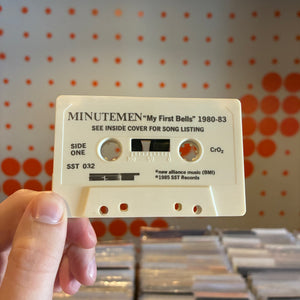 MINUTEMEN "My First Bells" 1980-83
SEE INSIDE COVER FOR SONG LISTING
SIDE
ONE
CrO₂
SST 032
SST
*new alliance music (BMI)
*1985 SST Records